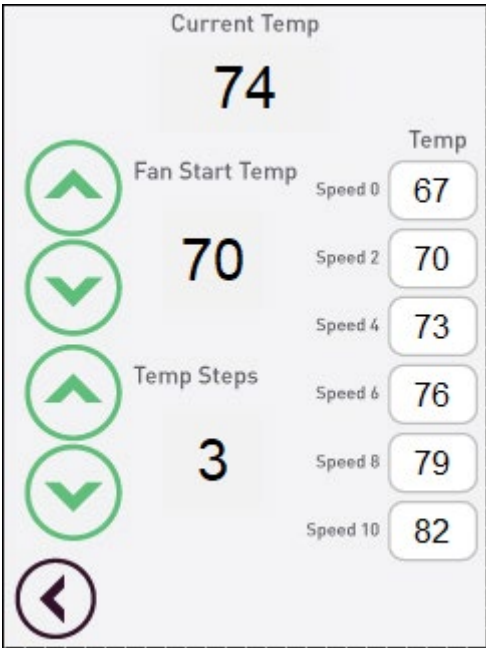 Current Temp
74
Temp
Fan Start Temp
Speed 0 67
70
Speed 2 70
Speed 4 73
Temp Steps
Speed 6 76
3
Speed 8 79
Speed 10 82